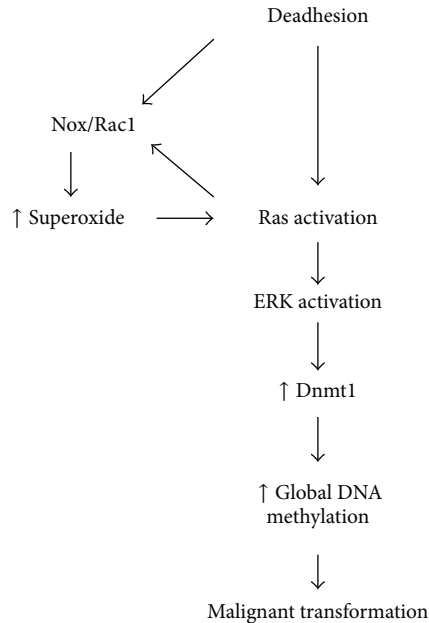 Deadhesion
Nox/Rac1
↑ Superoxide
Ras activation
ERK activation
↑ Dnmt1
↑ Global DNA
methylation
Malignant transformation